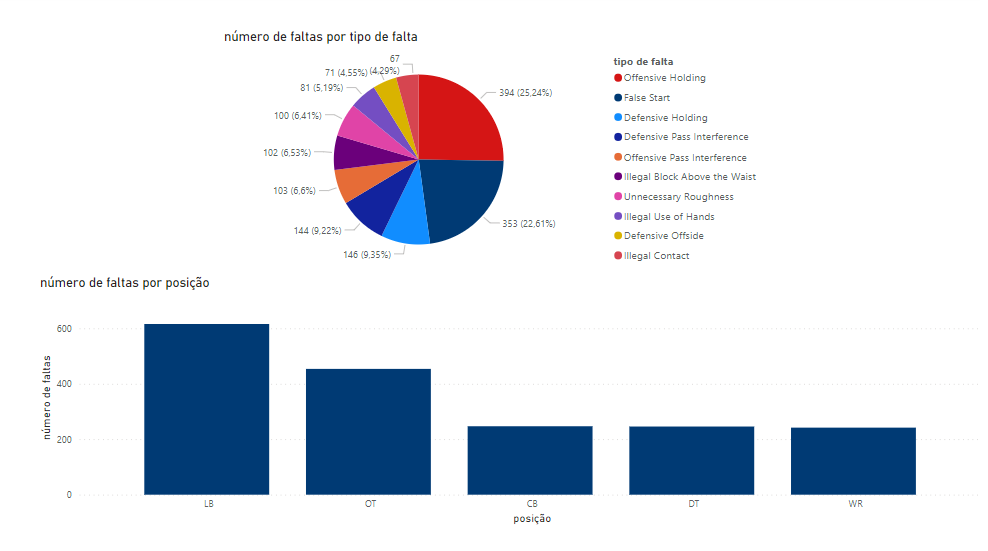 número de faltas por tipo de falta
tipo de falta
Offensive Holding
False Start
Defensive Holding
Defensive Pass Interference
Offensive Pass Interference
Illegal Block Above the Waist
Unnecessary Roughness
Illegal Use of Hands
Defensive Offside
Illegal Contact
394 (25,24%)
353 (22,61%)
146 (9,35%)
144 (9,22%)
103 (6,6%)
102 (6,53%)
100 (6,41%)
81 (5,19%)
71 (4,55%)
67
(4,29%)
número de faltas por posição
número de faltas
600
400
200
0
LB
OT
CB
DT
WR
posição